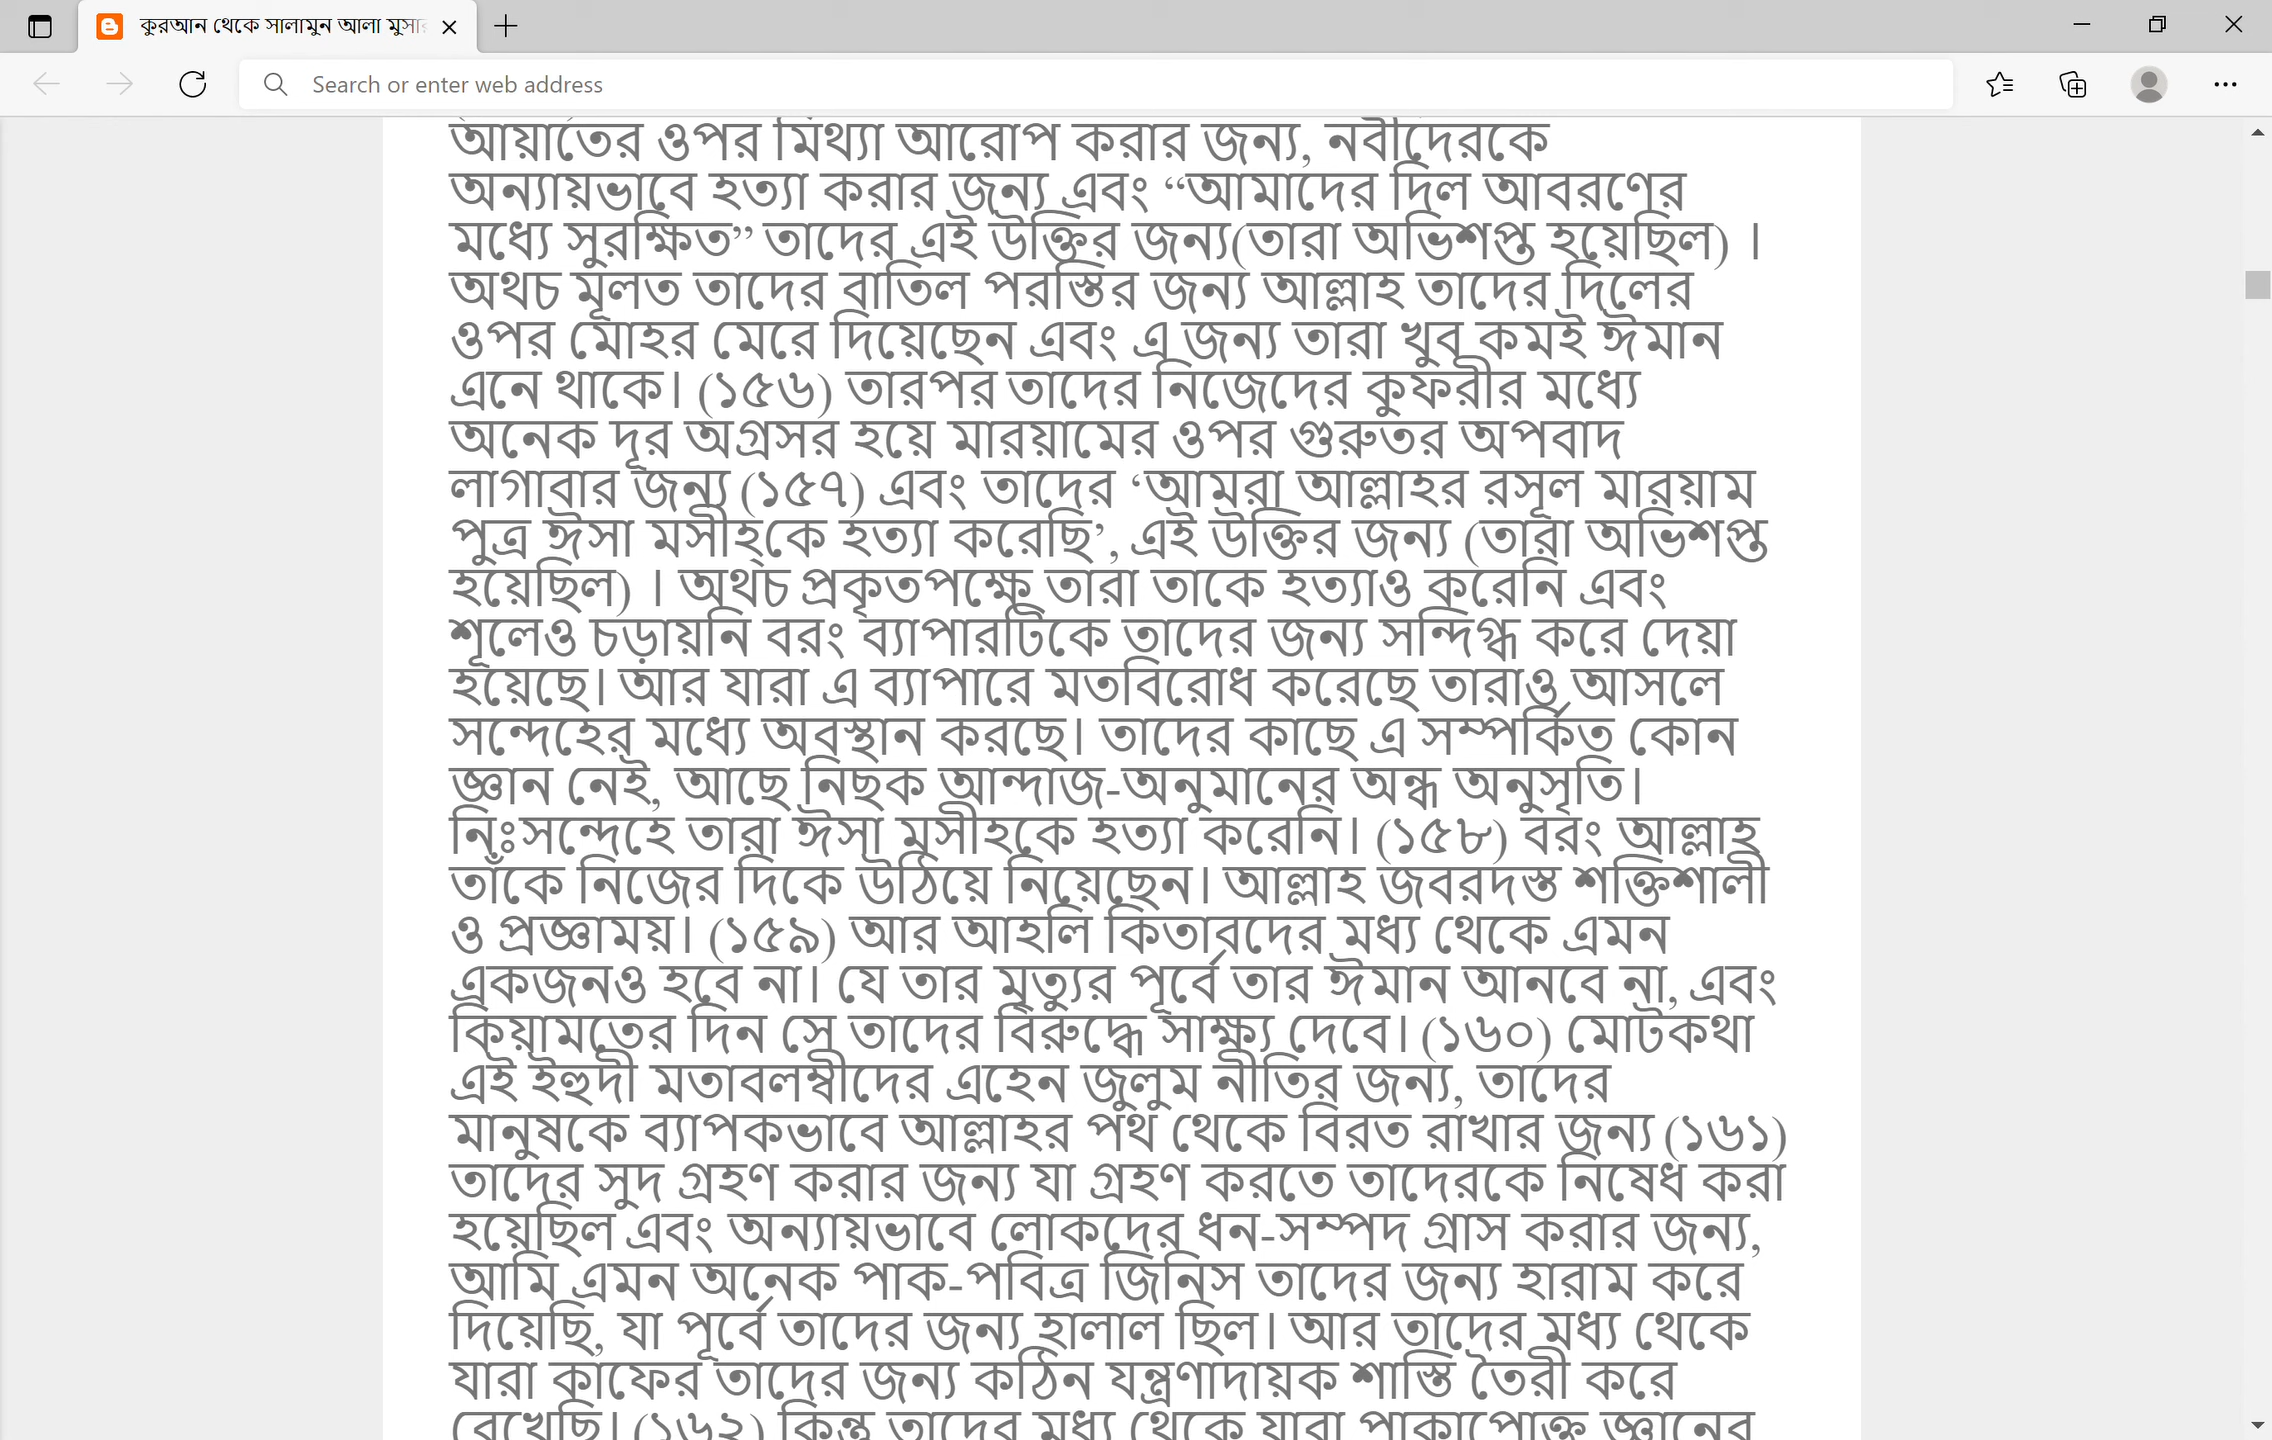 কুরআন থেকে সালামুন আলা মুসা
Search or enter web address
আয়াতের ওপর মিথ্যা আরোপ করার জন্য, নবীদেরকে
অন্যায়ভাবে হত্যা করার জন্য এবং “আমাদের দিল আবরণের
মধ্যে সুরক্ষিত” তাদের এই উক্তির জন্য(তারা অভিশপ্ত হয়েছিল) ।
অথচ মূলত তাদের বাতিল পরস্তির জন্য আল্লাহ তাদের দিলের
ওপর মোহর মেরে দিয়েছেন এবং এ জন্য তারা খুব কমই ঈমান
এনে থাকে। (১৫৬) তারপর তাদের নিজেদের কুফরীর মধ্যে
অনেক দূর অগ্রসর হয়ে মারয়ামের ওপর গুরুতর অপবাদ
লাগাবার জন্য (১৫৭) এবং তাদের ‘আমরা আল্লাহর রসূল মারয়াম
পুত্র ঈসা মসীহ্‌কে হত্যা করেছি’, এই উক্তির জন্য (তারা অভিশপ্ত
হয়েছিল) । অথচ প্রকৃতপক্ষে তারা তাকে হত্যাও করেনি এবং
শূলেও চড়ায়নি বরং ব্যাপারটিকে তাদের জন্য সন্দিগ্ধ করে দেয়া
হয়েছে। আর যারা এ ব্যাপারে মতবিরোধ করেছে তারাও আসলে
সন্দেহের মধ্যে অবস্থান করছে। তাদের কাছে এ সম্পর্কিত কোন
জ্ঞান নেই, আছে নিছক আন্দাজ-অনুমানের অন্ধ অনুসৃতি।
নিঃসন্দেহে তারা ঈসা মসীহকে হত্যা করেনি। (১৫৮) বরং আল্লাহ
তাঁকে নিজের দিকে উঠিয়ে নিয়েছেন। আল্লাহ জবরদস্ত শক্তিশালী
ও প্রজ্ঞাময়। (১৫৯) আর আহলি কিতাবদের মধ্য থেকে এমন
একজনও হবে না। যে তার মৃত্যুর পূর্বে তার ঈমান আনবে না, এবং
কিয়ামতের দিন সে তাদের বিরুদ্ধে সাক্ষ্য দেবে। (১৬০) মোটকথা
এই ইহুদী মতাবলম্বীদের এহেন জুলুম নীতির জন্য, তাদের
মানুষকে ব্যাপকভাবে আল্লাহর পথ থেকে বিরত রাখার জন্য (১৬১)
তাদের সুদ গ্রহণ করার জন্য যা গ্রহণ করতে তাদেরকে নিষেধ করা
হয়েছিল এবং অন্যায়ভাবে লোকদের ধন-সম্পদ গ্রাস করার জন্য,
আমি এমন অনেক পাক-পবিত্র জিনিস তাদের জন্য হারাম করে
দিয়েছি, যা পূর্বে তাদের জন্য হালাল ছিল। আর তাদের মধ্য থেকে
যারা কাফের তাদের জন্য কঠিন যন্ত্রণাদায়ক শাস্তি তৈরী করে
রেখেছি। (১৬২) কিন্তু তাদের মধ্য থেকে যারা পাকাপোক্ত জ্ঞানের